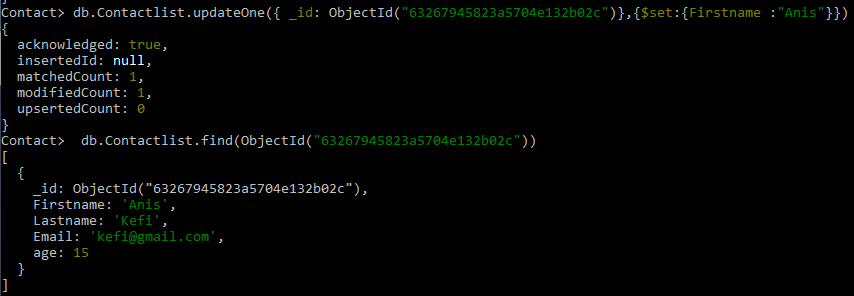 Contact> db.Contactlist.updateOne({ _id: ObjectId("63267945823a5704e132b02c")},{$set:{Firstname :"Anis"}})
{
  acknowledged: true,
  insertedId: null,
  matchedCount: 1,
  modifiedCount: 1,
  upsertedCount: 0
}
Contact>  db.Contactlist.find(ObjectId("63267945823a5704e132b02c"))
[
  {
    _id: ObjectId("63267945823a5704e132b02c"),
    Firstname: 'Anis',
    Lastname: 'Kefi',
    Email: 'kefi@gmail.com',
    age: 15
  }
]